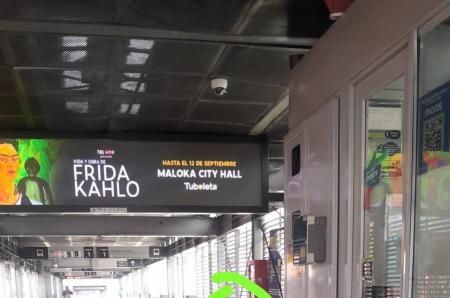 TBL LIVE
VIDA Y OBRA DE
FRIDA
KAHLO
HASTA EL 12 DE SEPTIEMBRE
MALOKA CITY HALL
Tuboleta